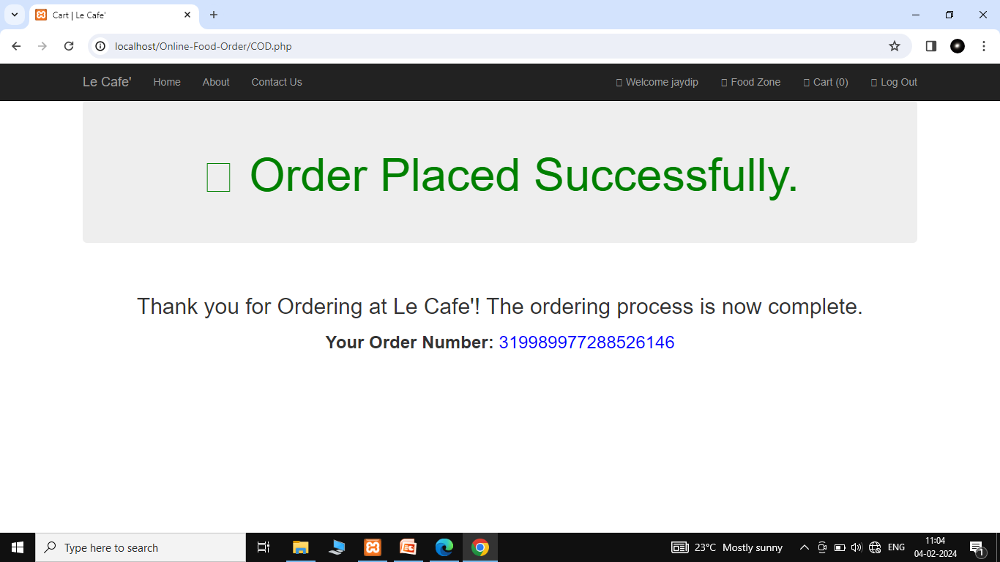 Cart | Le Cafe'
localhost/Online-Food-Order/COD.php
Le Cafe' Home About Contact Us Welcome jaydip Food Zone Cart (0) Log Out
Order Placed Successfully.
Thank you for Ordering at Le Cafe'! The ordering process is now complete.
Your Order Number: 319989977288526146
Type here to search
23°C Mostly sunny
ENG
11:04
04-02-2024
1